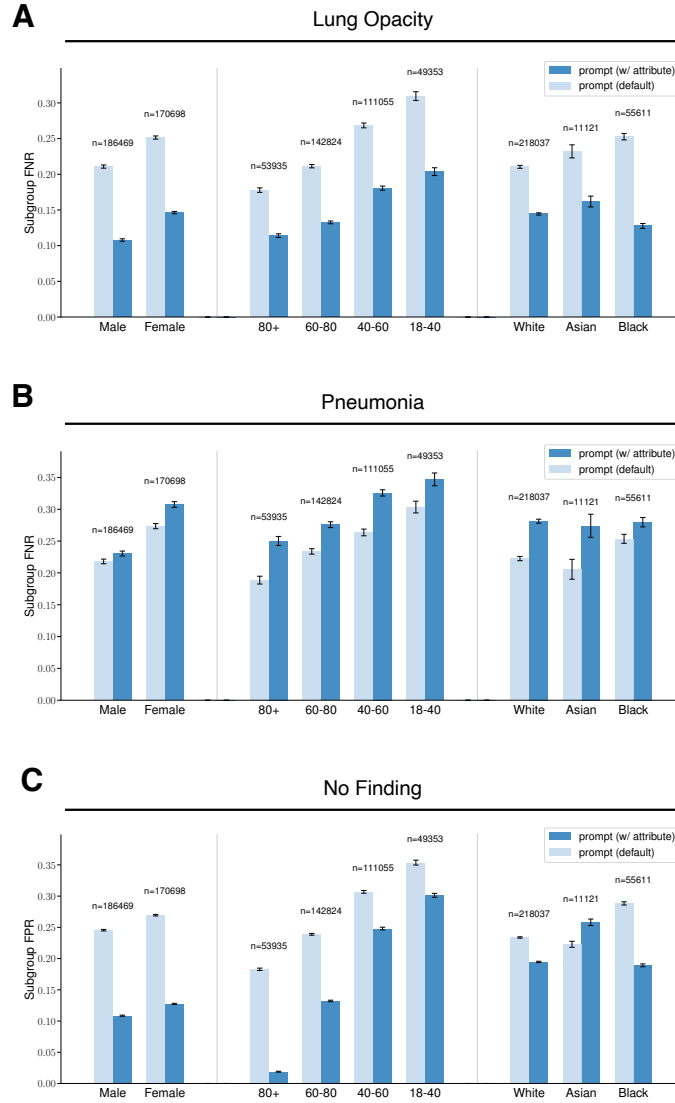 A
Lung Opacity
prompt (w/ attribute)
prompt (default)
n=186469
n=170698
n=53935
n=142824
n=111055
n=49353
n=218037
n=11121
n=55611
Subgroup FNR
0.30
0.25
0.20
0.15
0.10
0.05
0.00
Male Female 80+ 60-80 40-60 18-40 White Asian Black
B
Pneumonia
prompt (w/ attribute)
prompt (default)
n=186469
n=170698
n=53935
n=142824
n=111055
n=49353
n=218037
n=11121
n=55611
Subgroup FNR
0.35
0.30
0.25
0.20
0.15
0.10
0.05
0.00
Male Female 80+ 60-80 40-60 18-40 White Asian Black
C
No Finding
prompt (w/ attribute)
prompt (default)
n=186469
n=170698
n=53935
n=142824
n=111055
n=49353
n=218037
n=11121
n=55611
Subgroup FPR
0.35
0.30
0.25
0.20
0.15
0.10
0.05
0.00
Male Female 80+ 60-80 40-60 18-40 White Asian Black